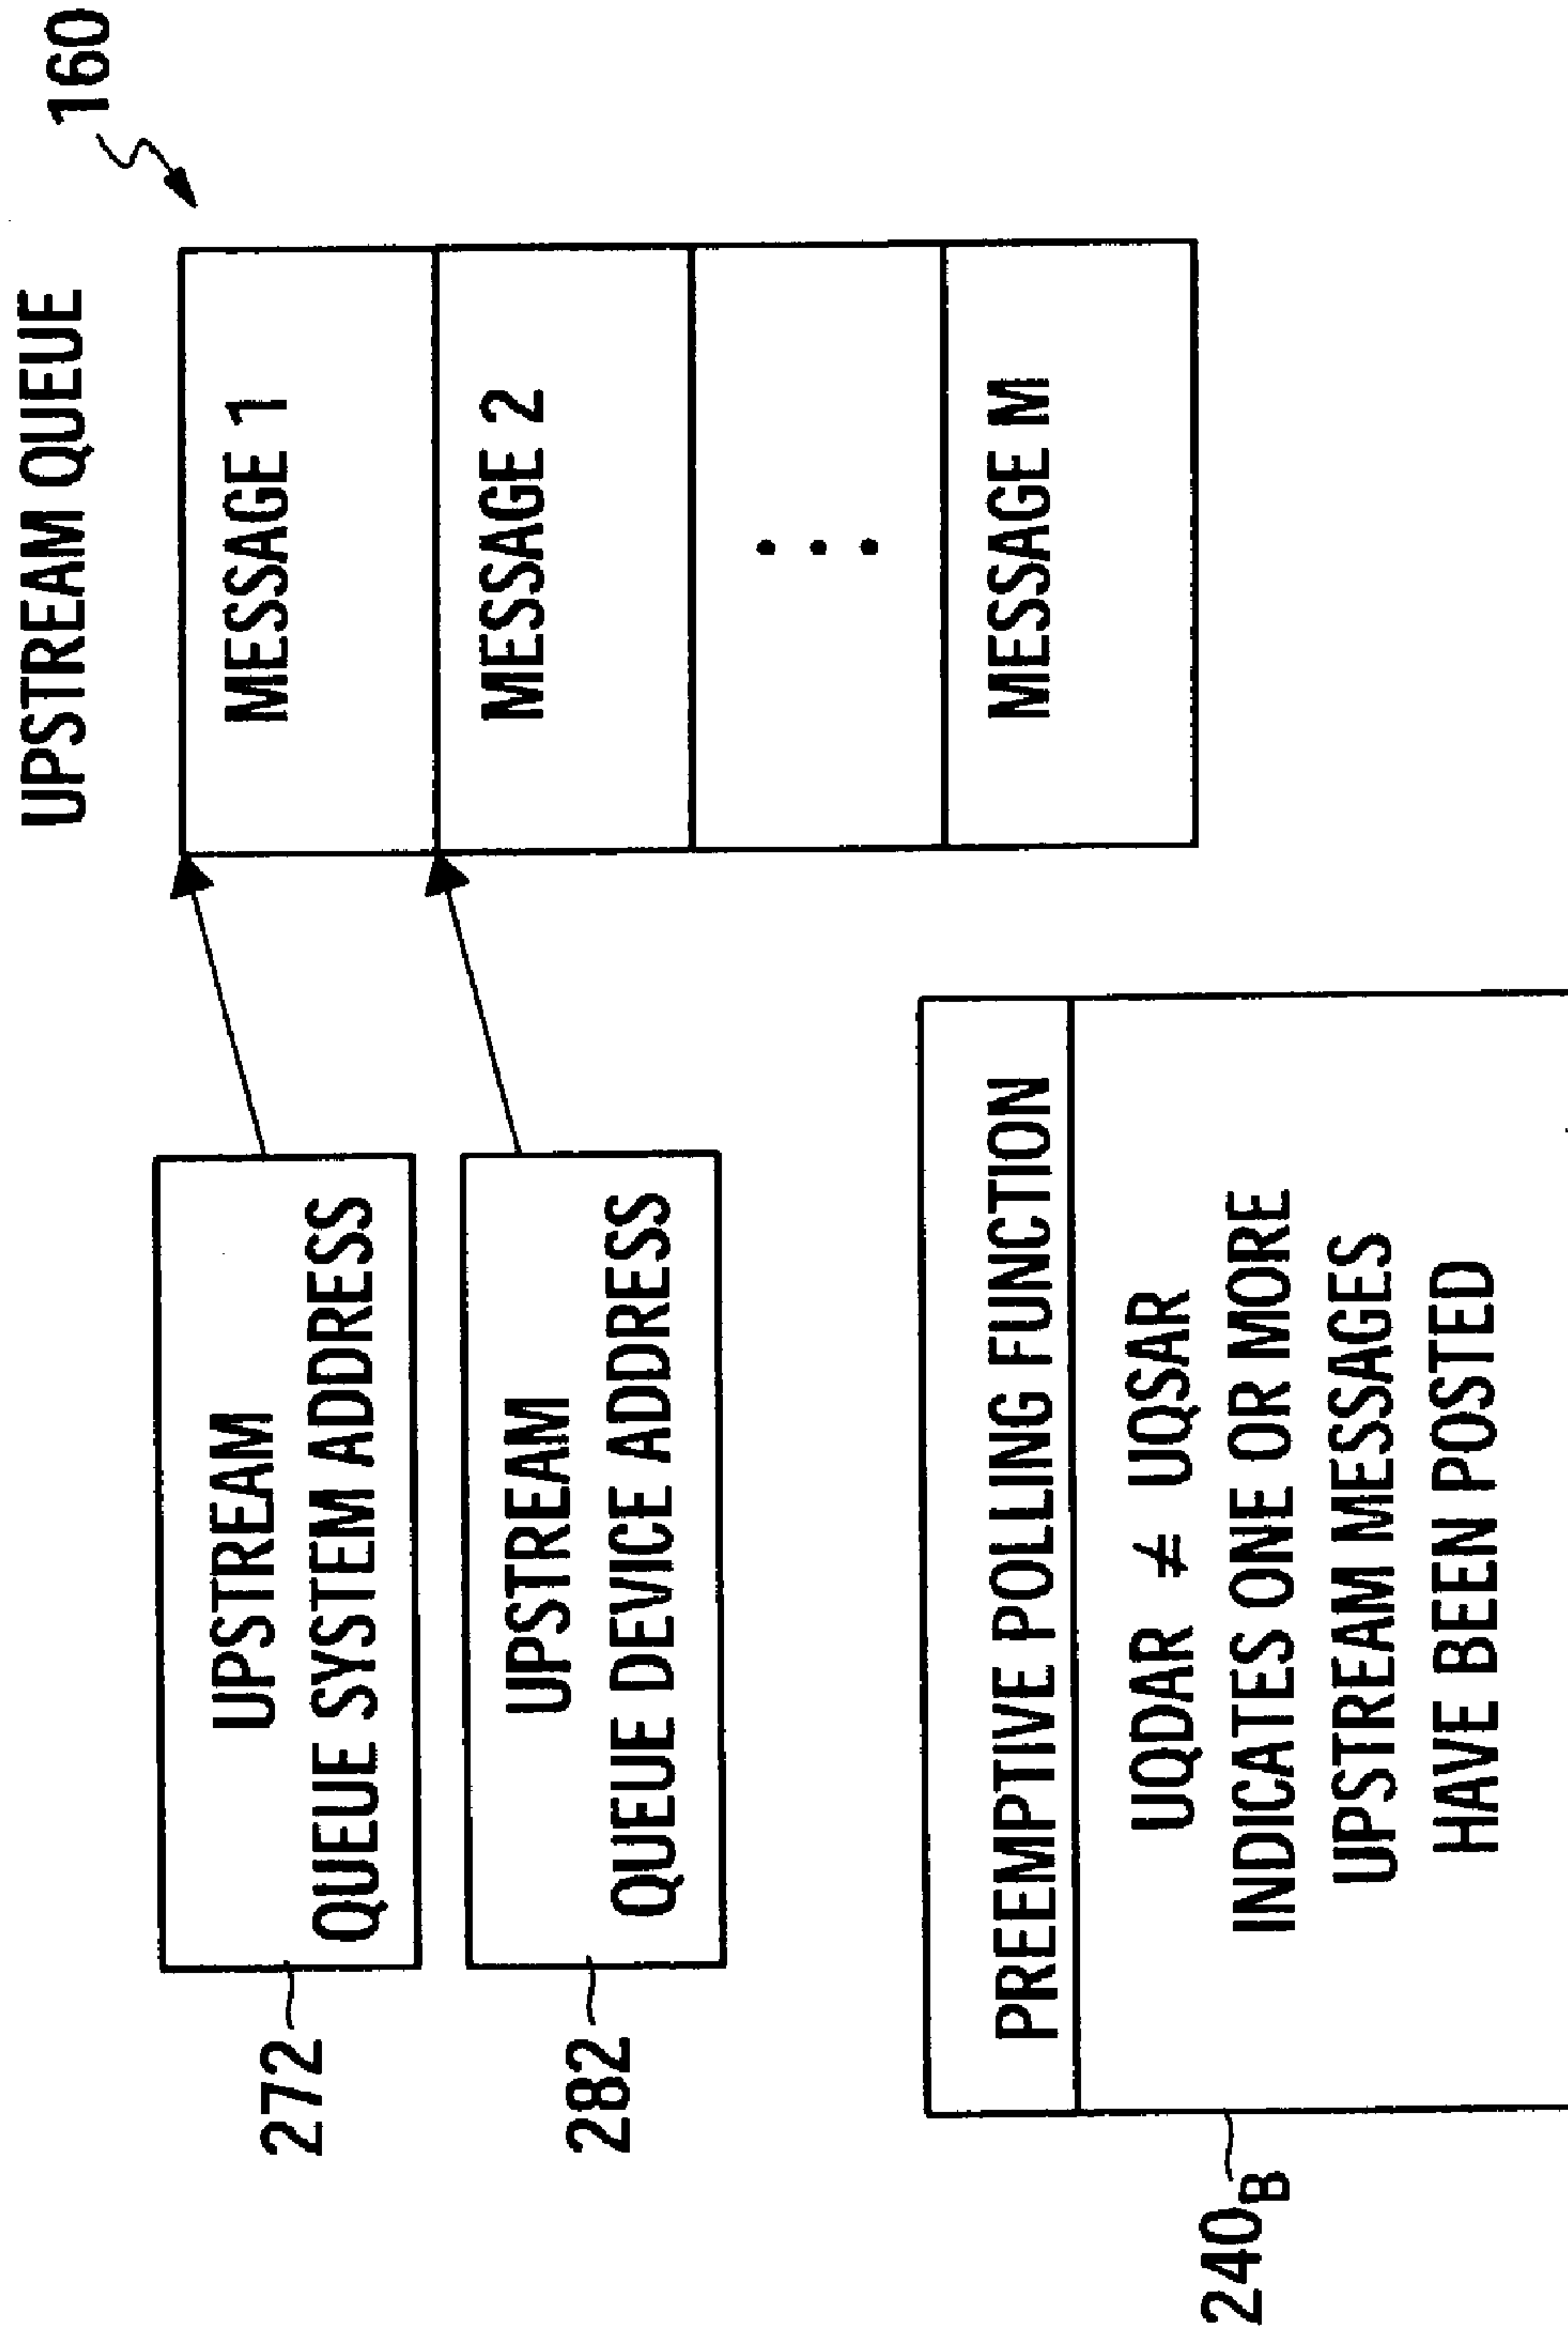 UPSTREAM QUEUE
160
272
UPSTREAM
QUEUE SYSTEM ADDRESS
MESSAGE 1
282
UPSTREAM
QUEUE DEVICE ADDRESS
MESSAGE 2
• • •
MESSAGE M
240B
PREEMPTIVE POLLING FUNCTION
UQDAR ≠ UQSAR
INDICATES ONE OR MORE
UPSTREAM MESSAGES
HAVE BEEN POSTED